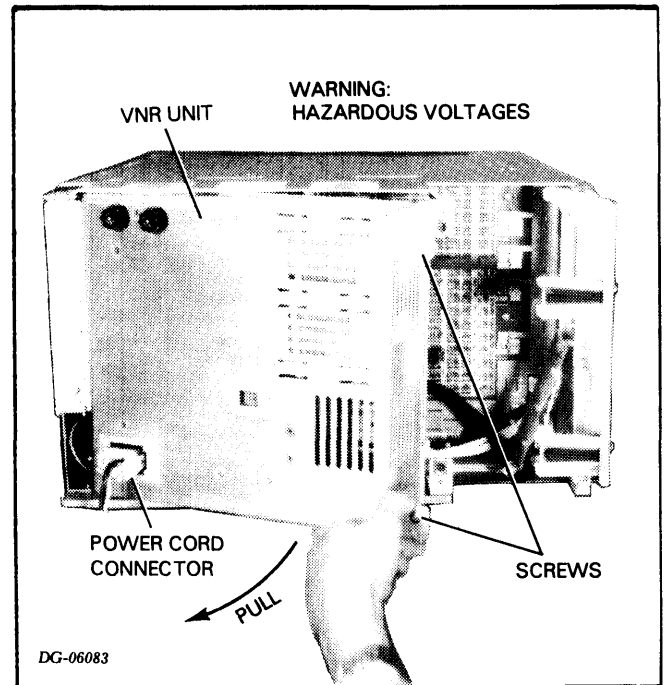 WARNING:
HAZARDOUS VOLTAGES
VNR UNIT
POWER CORD
CONNECTOR
PULL
SCREWS
DG-06083